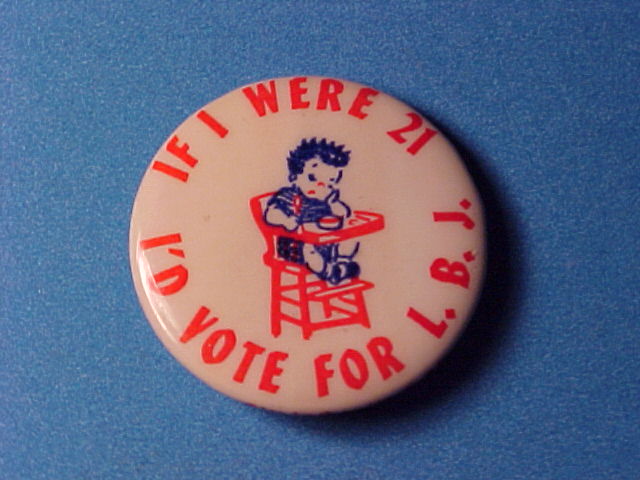 IF I WERE 21
I'D VOTE FOR L.B.J.